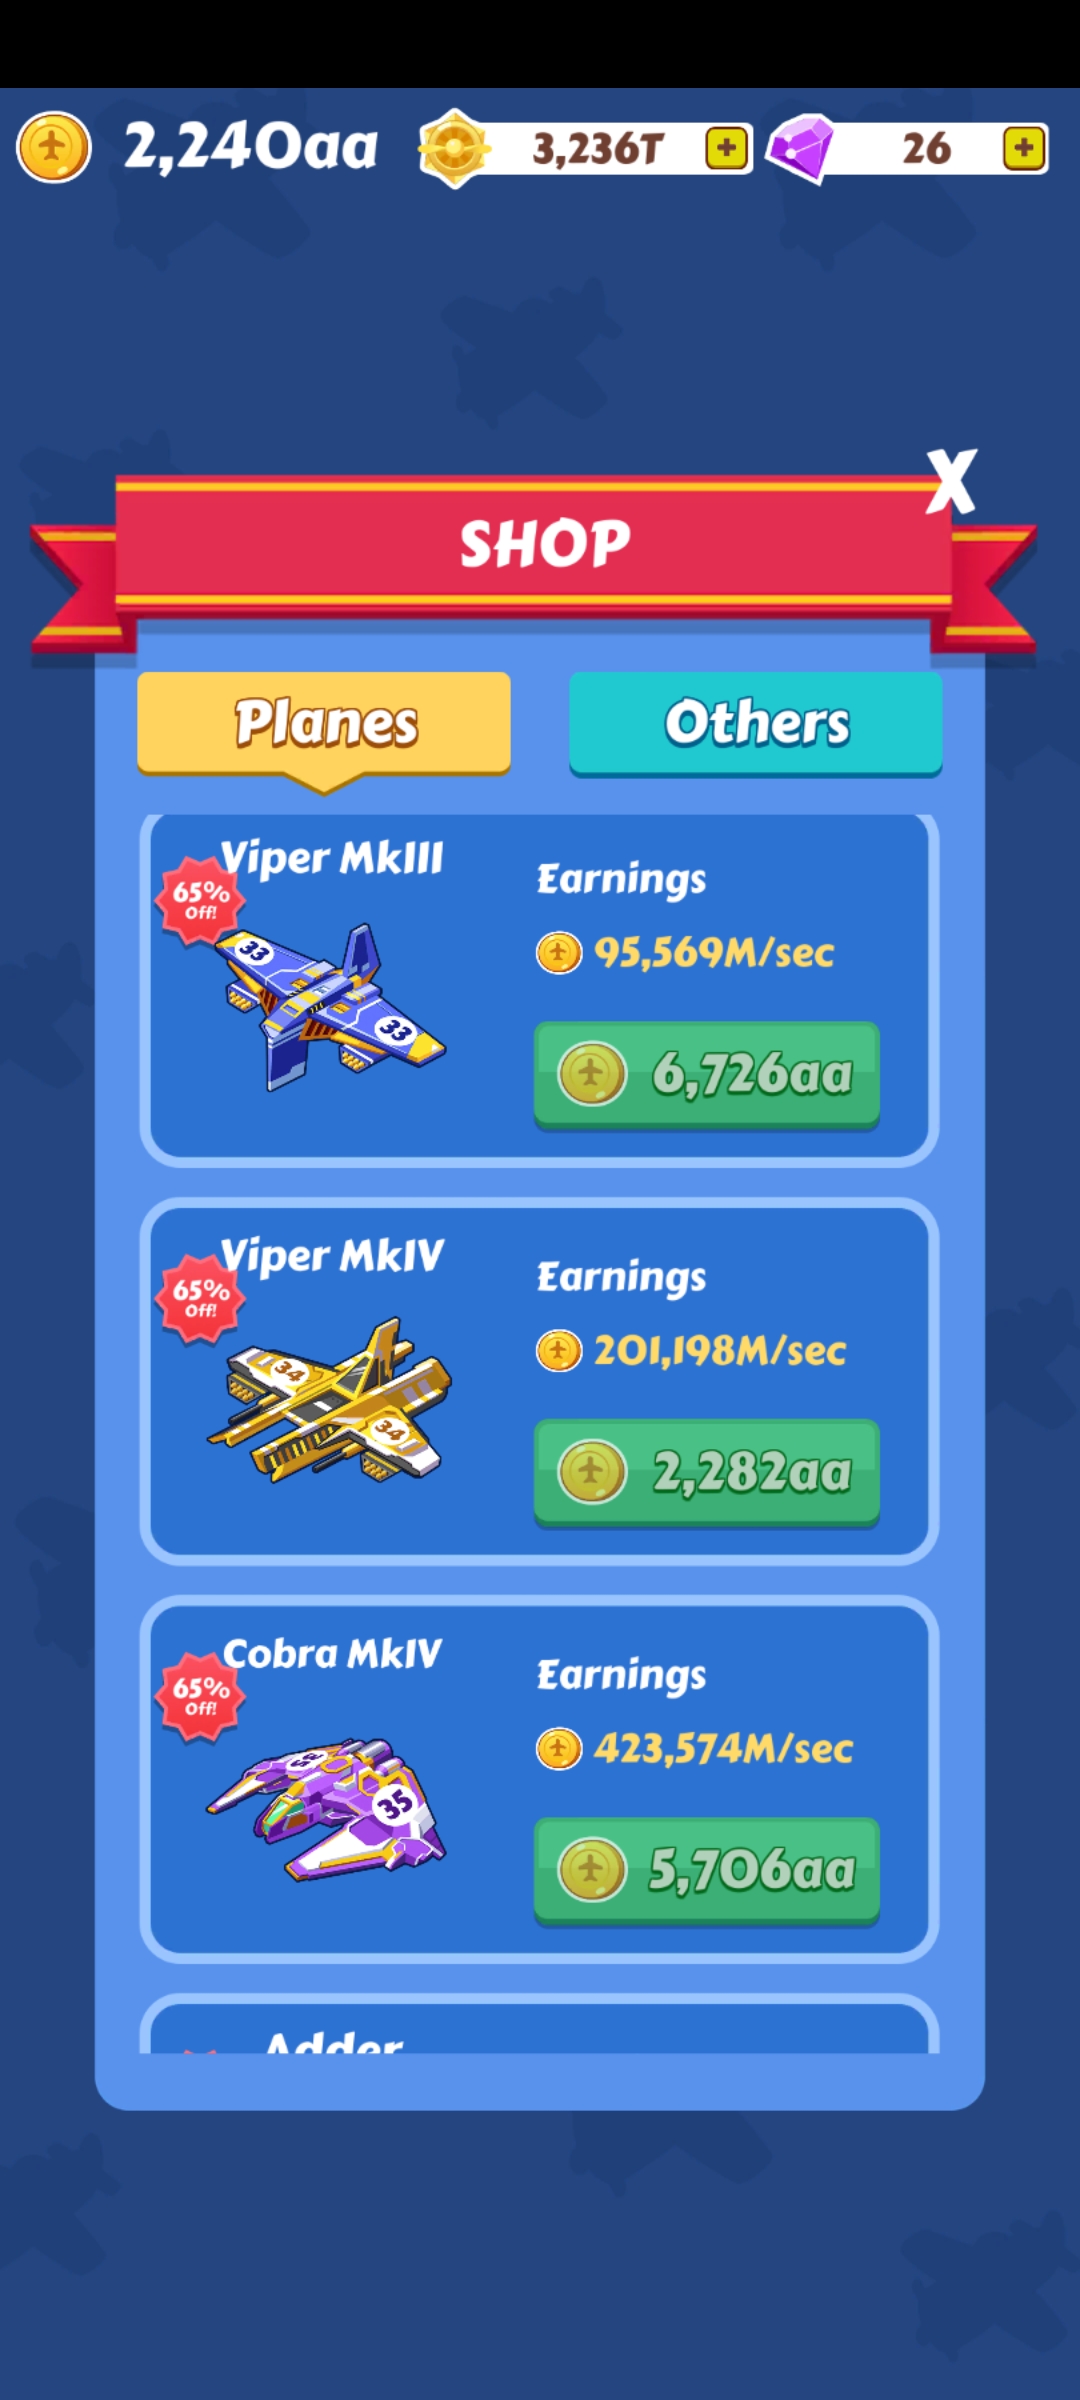 2,240aa 3,236T + 26 +
X
SHOP
Planes Others
Viper MkIII
65%
Off!
33
33
Earnings
95,569M/sec
6,726aa
Viper MkIV
65%
Off!
34
34
Earnings
201,198M/sec
2,282aa
Cobra MkIV
65%
Off!
35
35
Earnings
423,574M/sec
5,706aa
Adder